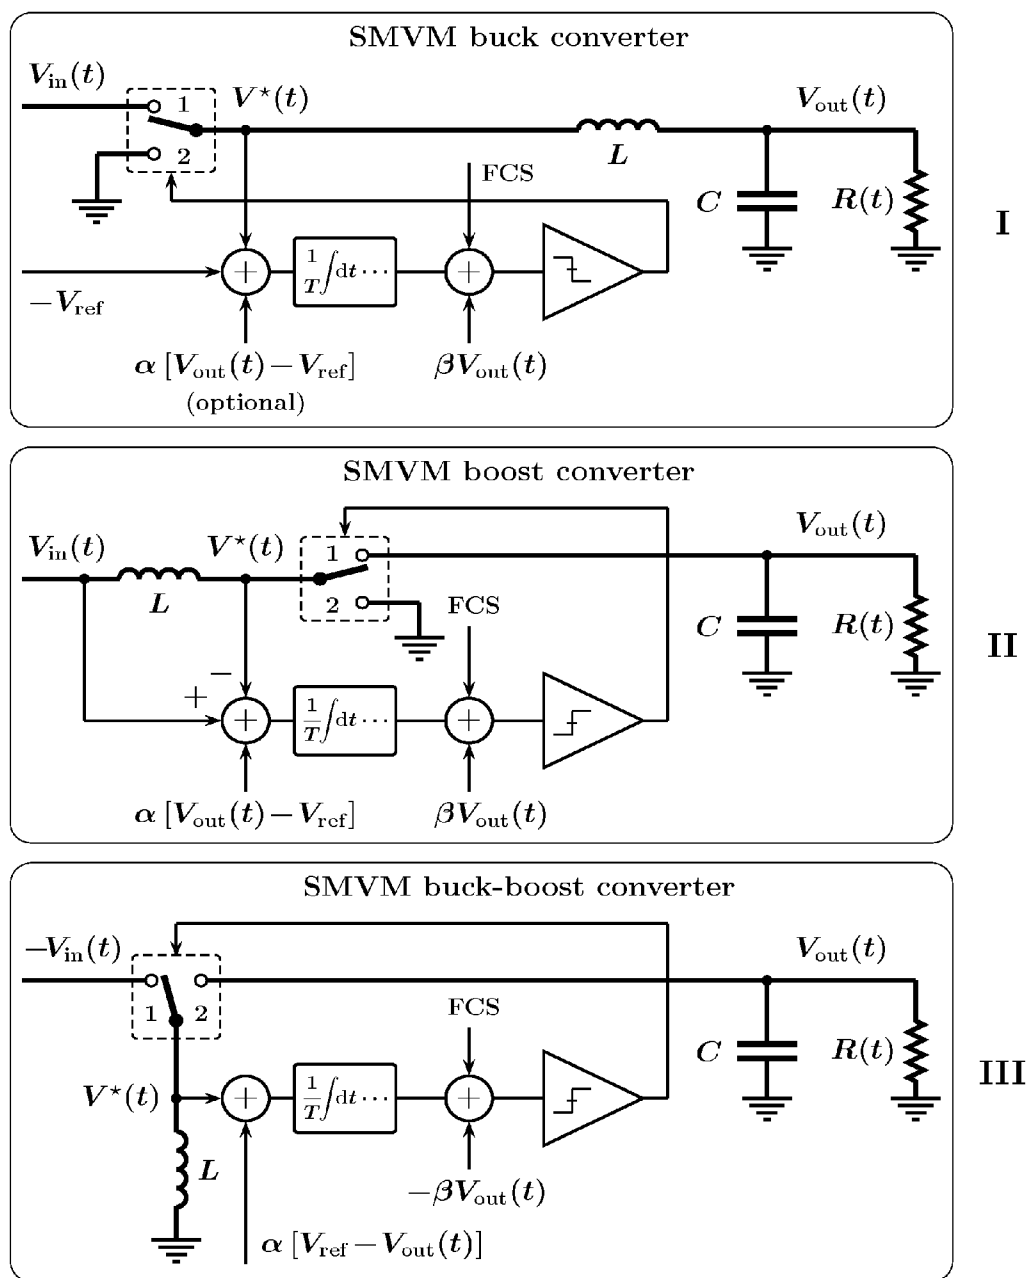 SMVM buck converter
V_in(t)
1
V*(t)
V_out(t)
2
L
FCS
C
R(t)
I
+
1/T ∫dt ···
+
−V_ref
α [V_out(t) − V_ref]
βV_out(t)
(optional)
SMVM boost converter
V_in(t)
V*(t)
1
V_out(t)
L
2
FCS
C
R(t)
II
−
+
+
1/T ∫dt ···
+
α [V_out(t) − V_ref]
βV_out(t)
SMVM buck-boost converter
−V_in(t)
V_out(t)
1
2
FCS
C
R(t)
III
V*(t)
+
1/T ∫dt ···
+
L
−βV_out(t)
α [V_ref − V_out(t)]